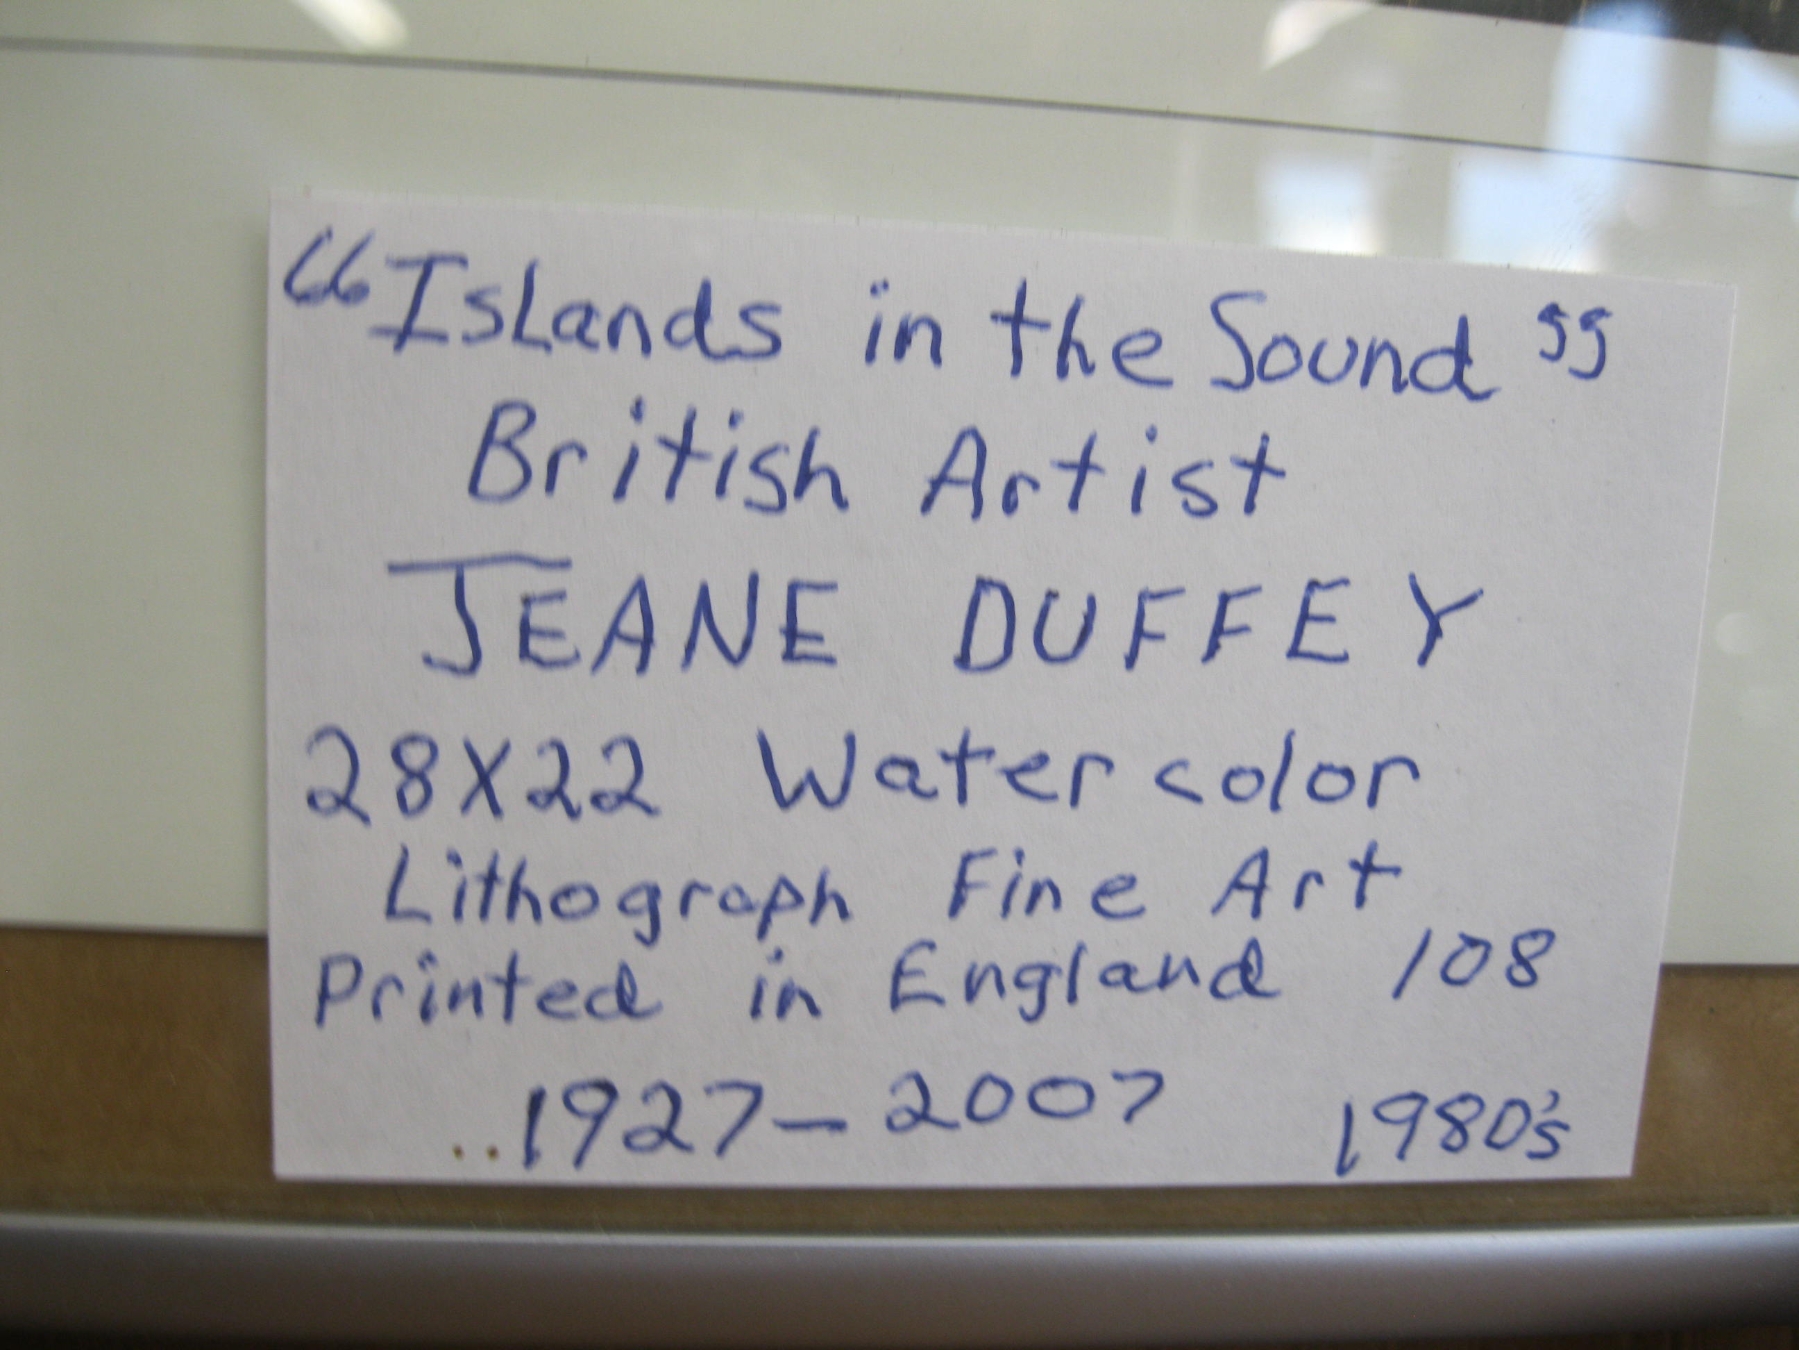 “Islands in the Sound”
British Artist
JEANE DUFFEY
28X22 Watercolor
Lithograph Fine Art
Printed in England 108
..1927-2007 1980's